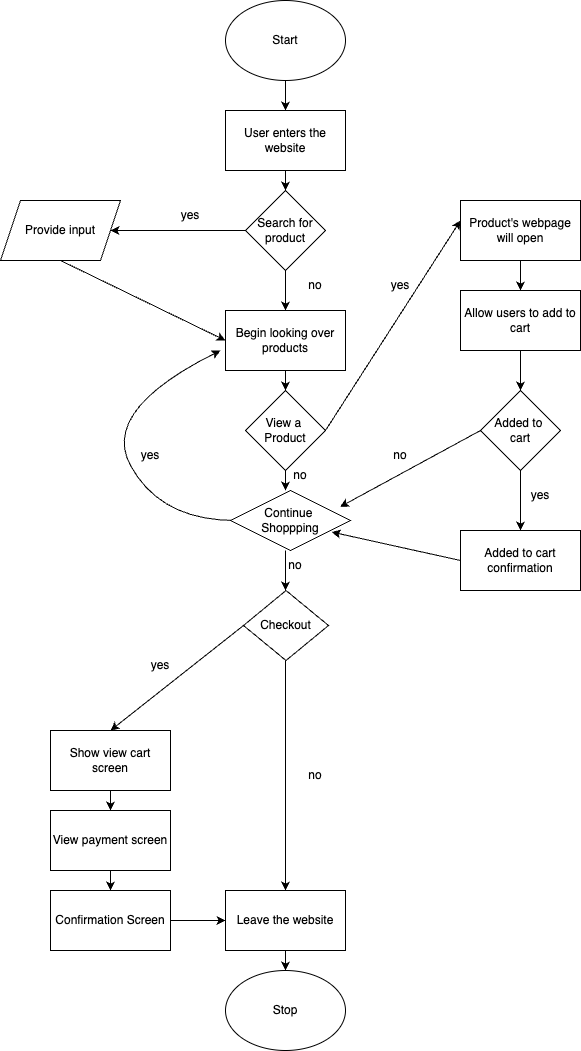 Start
User enters the
website
Search for
product
yes
Provide input
no
Begin looking over
products
View a
Product
yes
Product's webpage
will open
Allow users to add to
cart
Added to
cart
no
yes
Added to cart
confirmation
no
Continue
Shoppping
yes
no
Checkout
yes
Show view cart
screen
View payment screen
Confirmation Screen
no
Leave the website
Stop